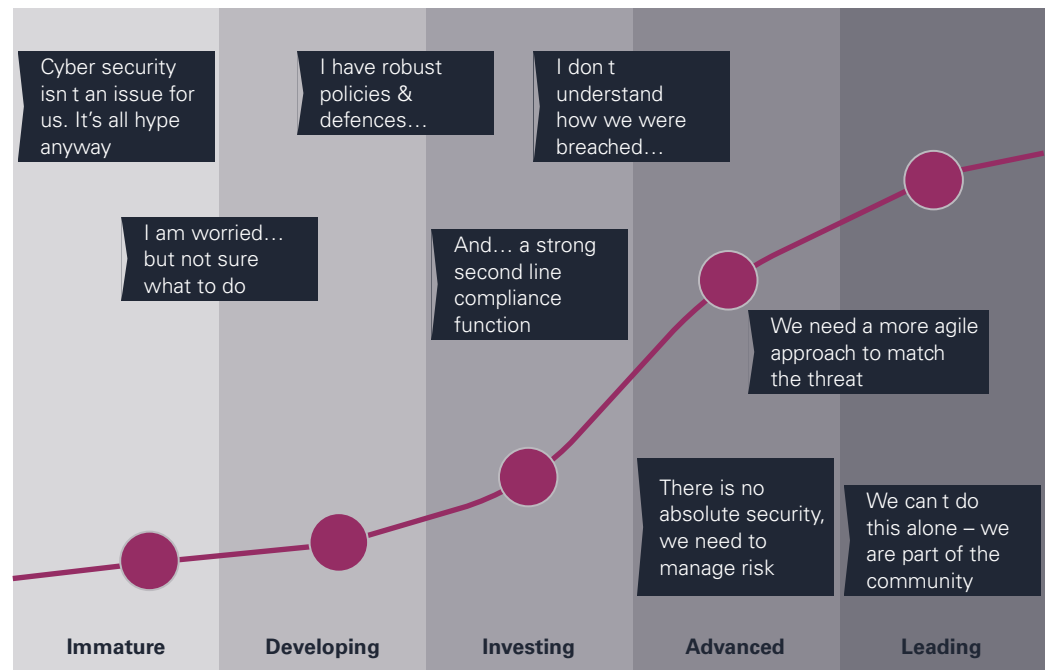 Cyber security
isn t an issue for
us. It's all hype
anyway
I am worried…
but not sure
what to do
I have robust
policies &
defences…
And… a strong
second line
compliance
function
I don t
understand
how we were
breached…
There is no
absolute security,
we need to
manage risk
We need a more agile
approach to match
the threat
We can t do
this alone – we
are part of the
community
Immature
Developing
Investing
Advanced
Leading